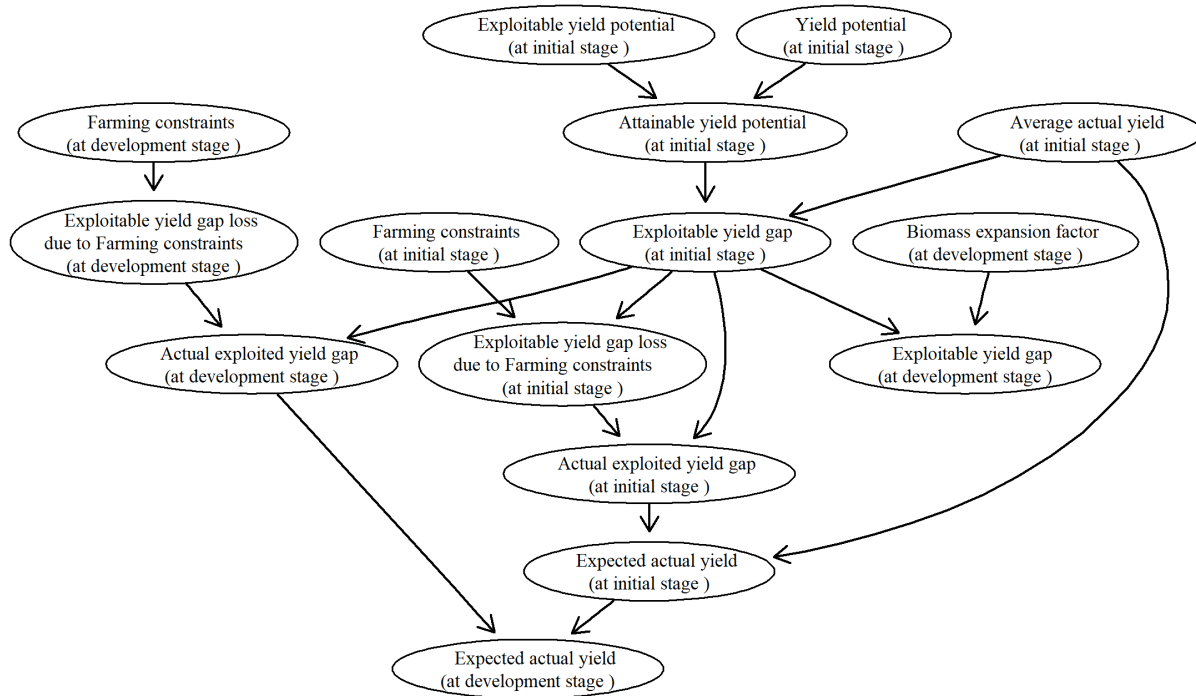 Exploitable yield potential
(at initial stage )
Yield potential
(at initial stage )
Farming constraints
(at development stage )
Attainable yield potential
(at initial stage )
Average actual yield
(at initial stage )
Exploitable yield gap loss
due to Farming constraints
(at development stage )
Farming constraints
(at initial stage )
Exploitable yield gap
(at initial stage )
Biomass expansion factor
(at development stage )
Actual exploited yield gap
(at development stage )
Exploitable yield gap loss
due to Farming constraints
(at initial stage )
Exploitable yield gap
(at development stage )
Actual exploited yield gap
(at initial stage )
Expected actual yield
(at initial stage )
Expected actual yield
(at development stage )